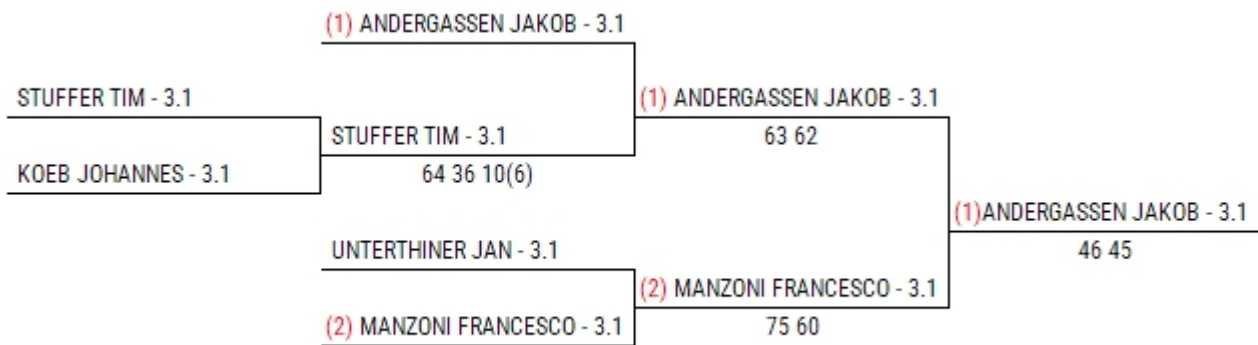 (1) ANDERGASSEN JAKOB - 3.1
STUFFER TIM - 3.1
(1) ANDERGASSEN JAKOB - 3.1
STUFFER TIM - 3.1
63 62
KOEB JOHANNES - 3.1
64 36 10(6)
(1)ANDERGASSEN JAKOB - 3.1
UNTERTHINER JAN - 3.1
46 45
(2) MANZONI FRANCESCO - 3.1
(2) MANZONI FRANCESCO - 3.1
75 60